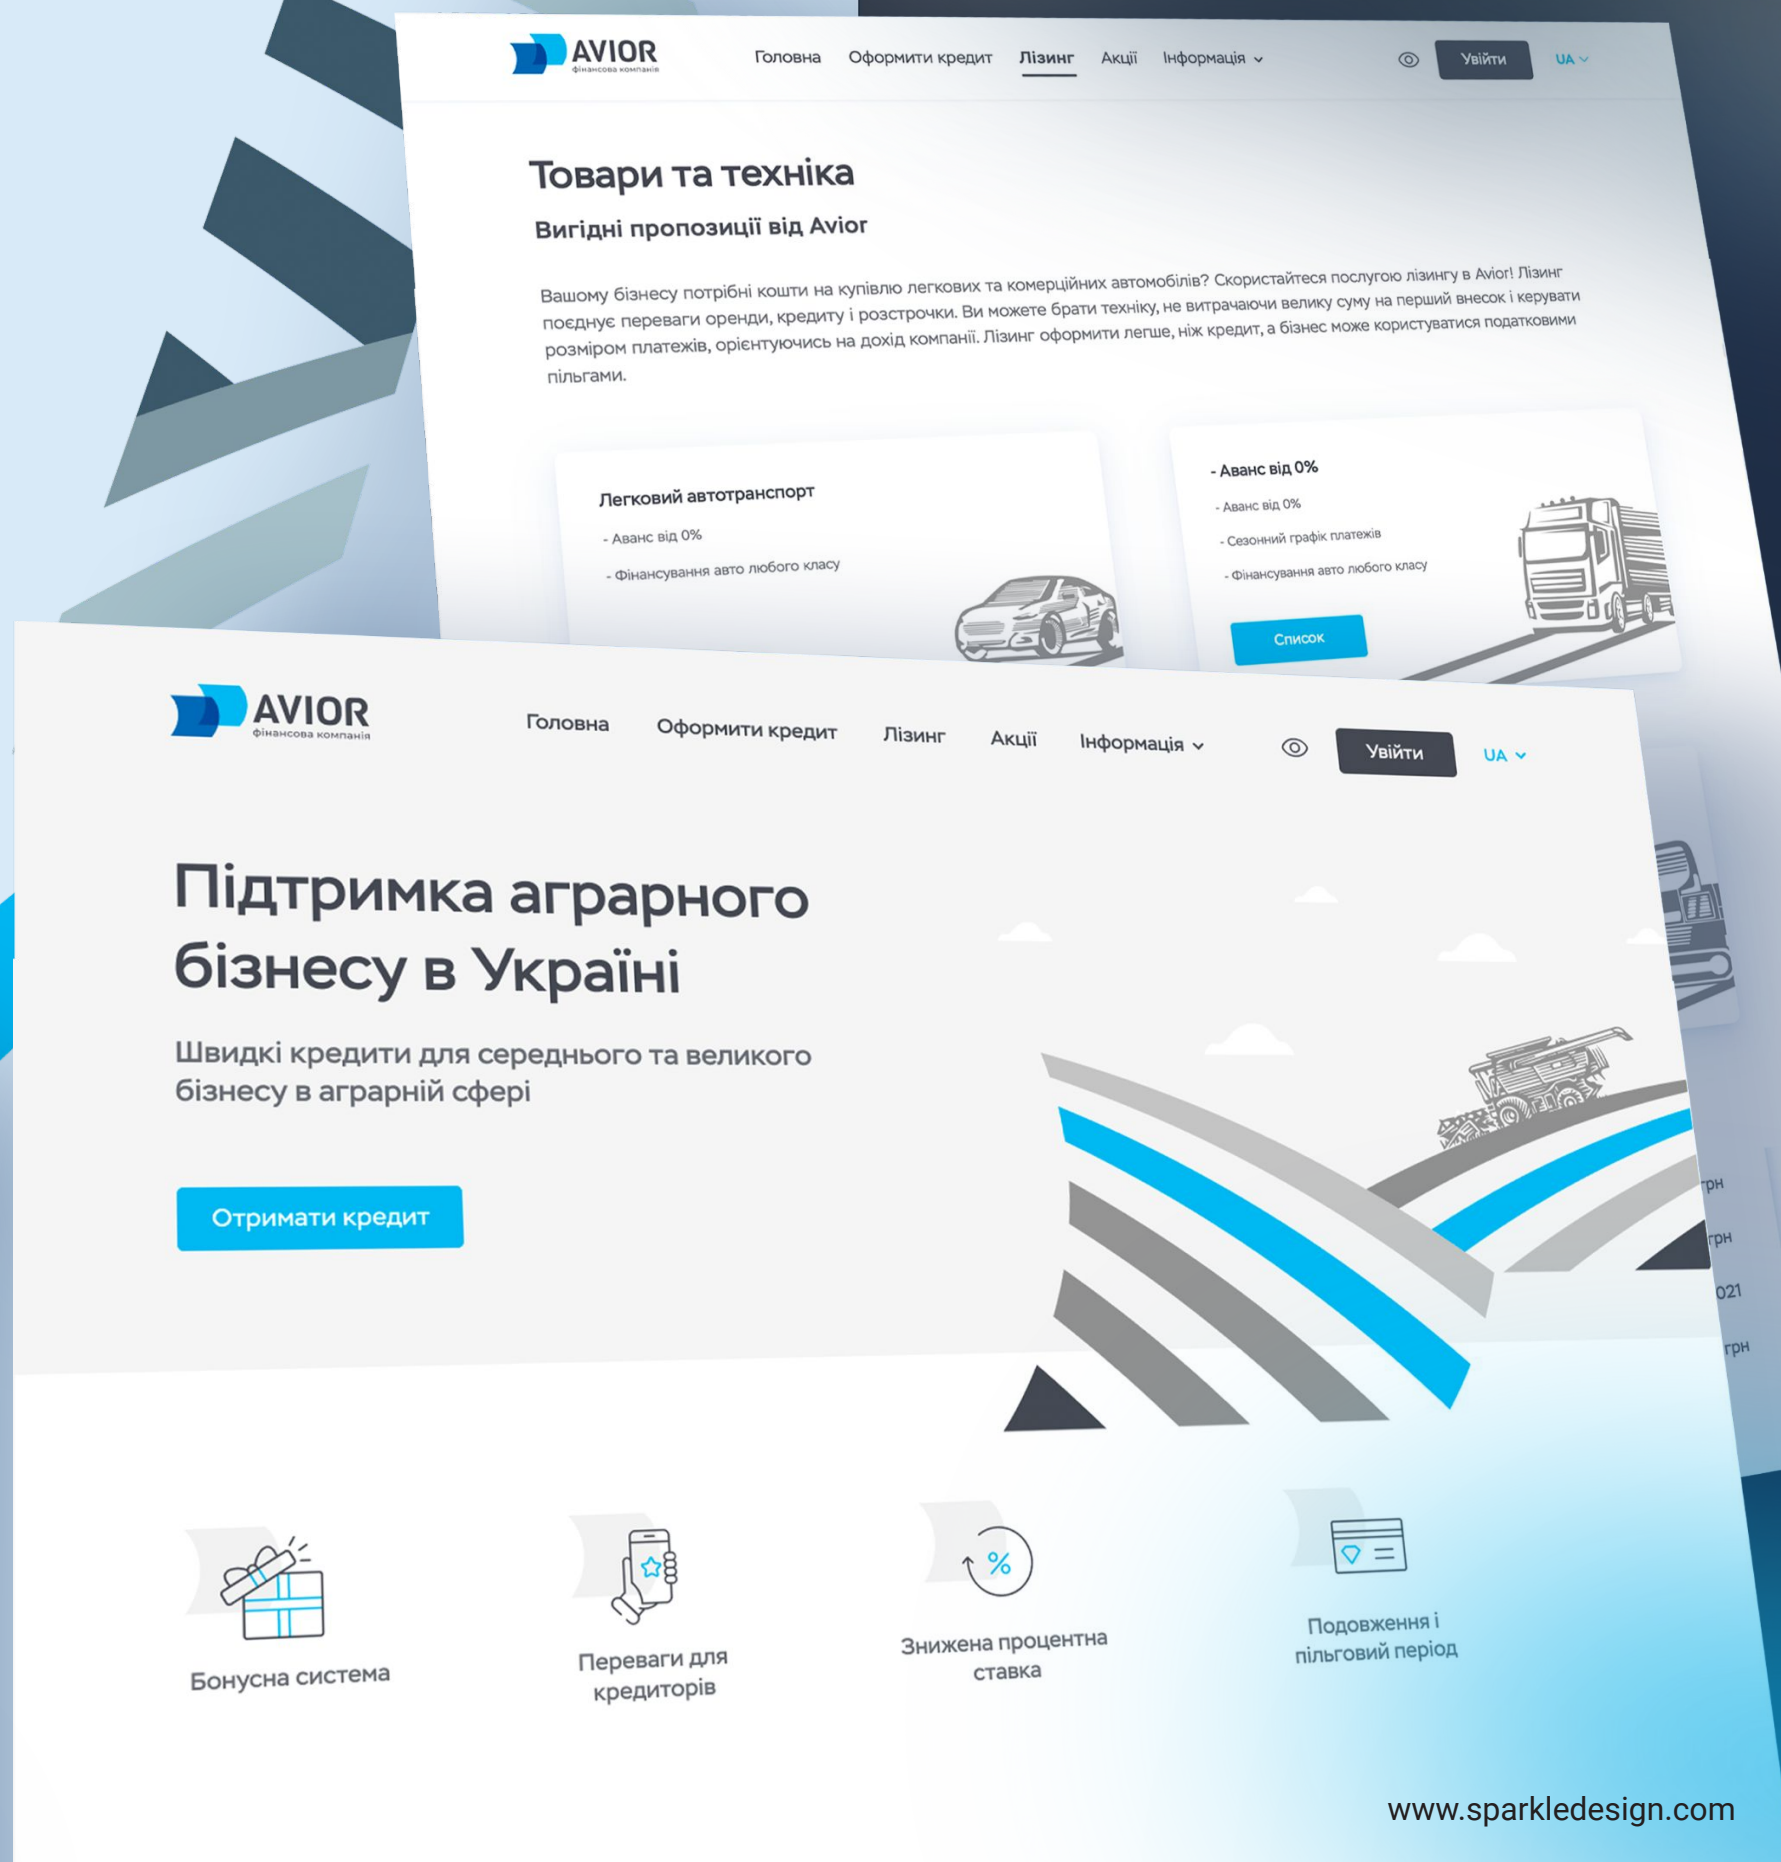 AVIOR
фінансова компанія
Головна Оформити кредит Лізинг Акції Інформація Увійти UA
Товари та техніка
Вигідні пропозиції від Avior
Вашому бізнесу потрібні кошти на купівлю легкових та комерційних автомобілів? Скористайтеся послугою лізингу в Avior! Лізинг
поєднує переваги оренди, кредиту і розстрочки. Ви можете брати техніку, не витрачаючи велику суму на перший внесок і керувати
розміром платежів, орієнтуючись на дохід компанії. Лізинг оформити легше, ніж кредит, а бізнес може користуватися податковими
пільгами.
Легковий автотранспорт
- Аванс від 0%
- Фінансування авто любого класу
- Аванс від 0%
- Аванс від 0%
- Сезонний графік платежів
- Фінансування авто любого класу
Список
AVIOR
фінансова компанія
Головна Оформити кредит Лізинг Акції Інформація Увійти UA
Підтримка аграрного
бізнесу в Україні
Швидкі кредити для середнього та великого
бізнесу в аграрній сфері
Отримати кредит
грн
грн
021
грн
Бонусна система
Переваги для
кредиторів
Знижена процентна
ставка
Подовження і
пільговий період
www.sparkledesign.com